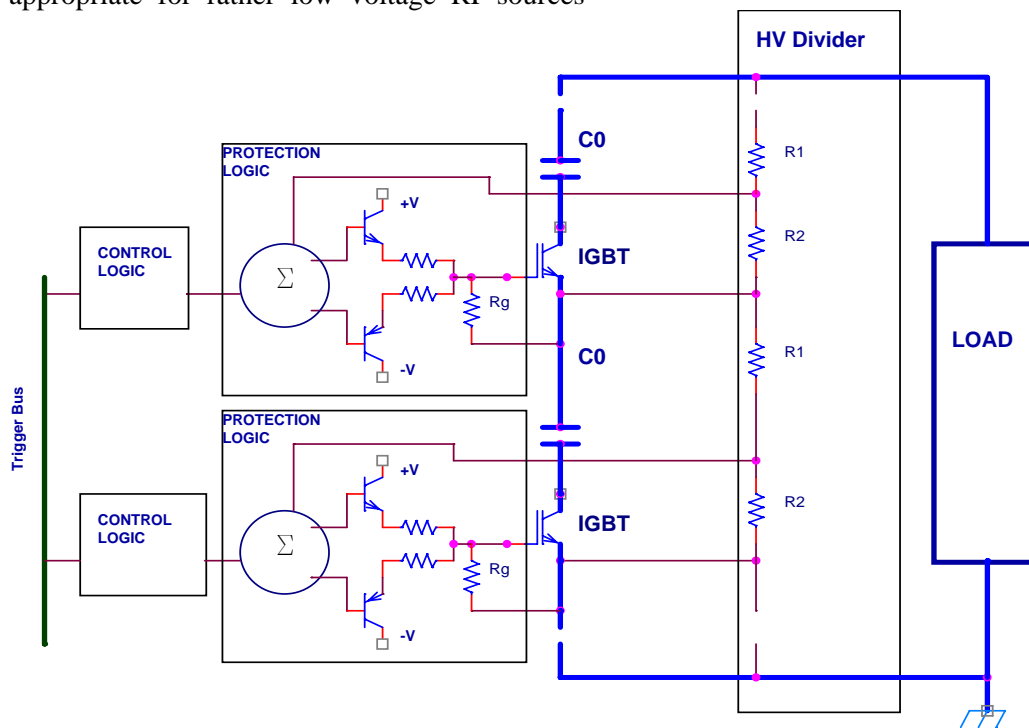 appropriate for rather low voltage RF sources
HV Divider
C0
PROTECTION
LOGIC
R1
+V
R2
CONTROL
LOGIC
Σ
IGBT
Rg
R1
LOAD
C0
-V
Trigger Bus
PROTECTION
LOGIC
+V
R2
CONTROL
LOGIC
Σ
IGBT
Rg
-V